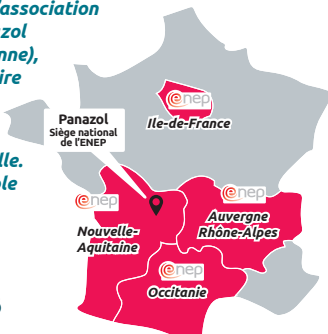 'association
zol
nne),
ire
lle.
ole
enep
Ile-de-France
Panazol
Siège national
de l'ENEP
enep
Nouvelle-
Aquitaine
enep
Auvergne
Rhône-Alpes
enep
Occitanie